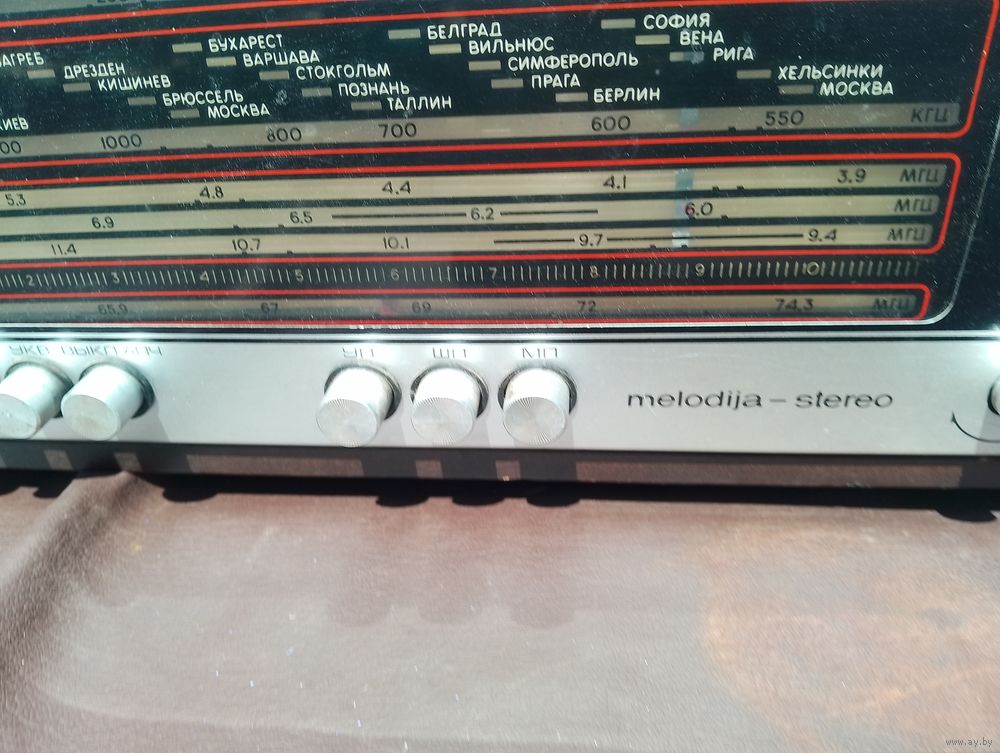 СОФИЯ
БЕЛГРАД ВЕНА
БУХАРЕСТ ВИЛЬНЮС РИГА
ЗАГРЕБ ВАРШАВА СИМФЕРОПОЛЬ
ДРЕЗДЕН СТОКГОЛЬМ ПРАГА ХЕЛЬСИНКИ
КИШИНЕВ ПОЗНАНЬ БЕРЛИН МОСКВА
БРЮССЕЛЬ ТАЛЛИН
КИЕВ МОСКВА
1000 800 700 600 550 КГЦ
5.3 4.8 4.4 4.1 3.9 МГЦ
6.9 6.5 6.2 6.0 МГЦ
11.4 10.7 10.1 9.7 9.4 МГЦ
2 3 4 5 6 7 8 9 10
65.9 67 69 72 74.3 МГЦ
УКВ ВЫКЛ АПЧ УП ШП МП
melodija – stereo
www.ay.by